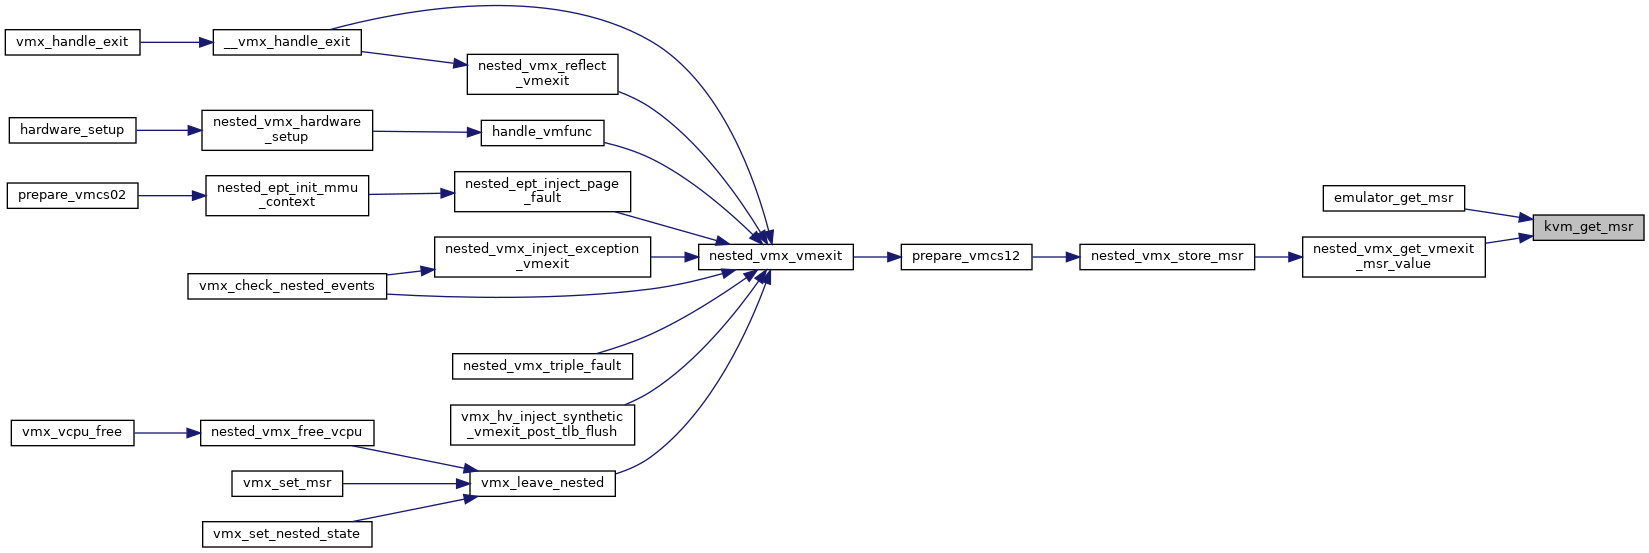 vmx_handle_exit
__vmx_handle_exit
nested_vmx_reflect
_vmexit
hardware_setup
nested_vmx_hardware
_setup
handle_vmfunc
prepare_vmcs02
nested_ept_init_mmu
_context
nested_ept_inject_page
_fault
emulator_get_msr
kvm_get_msr
nested_vmx_inject_exception
_vmexit
nested_vmx_vmexit
prepare_vmcs12
nested_vmx_store_msr
nested_vmx_get_vmexit
_msr_value
vmx_check_nested_events
nested_vmx_triple_fault
vmx_hv_inject_synthetic
_vmexit_post_tlb_flush
vmx_vcpu_free
nested_vmx_free_vcpu
vmx_set_msr
vmx_leave_nested
vmx_set_nested_state